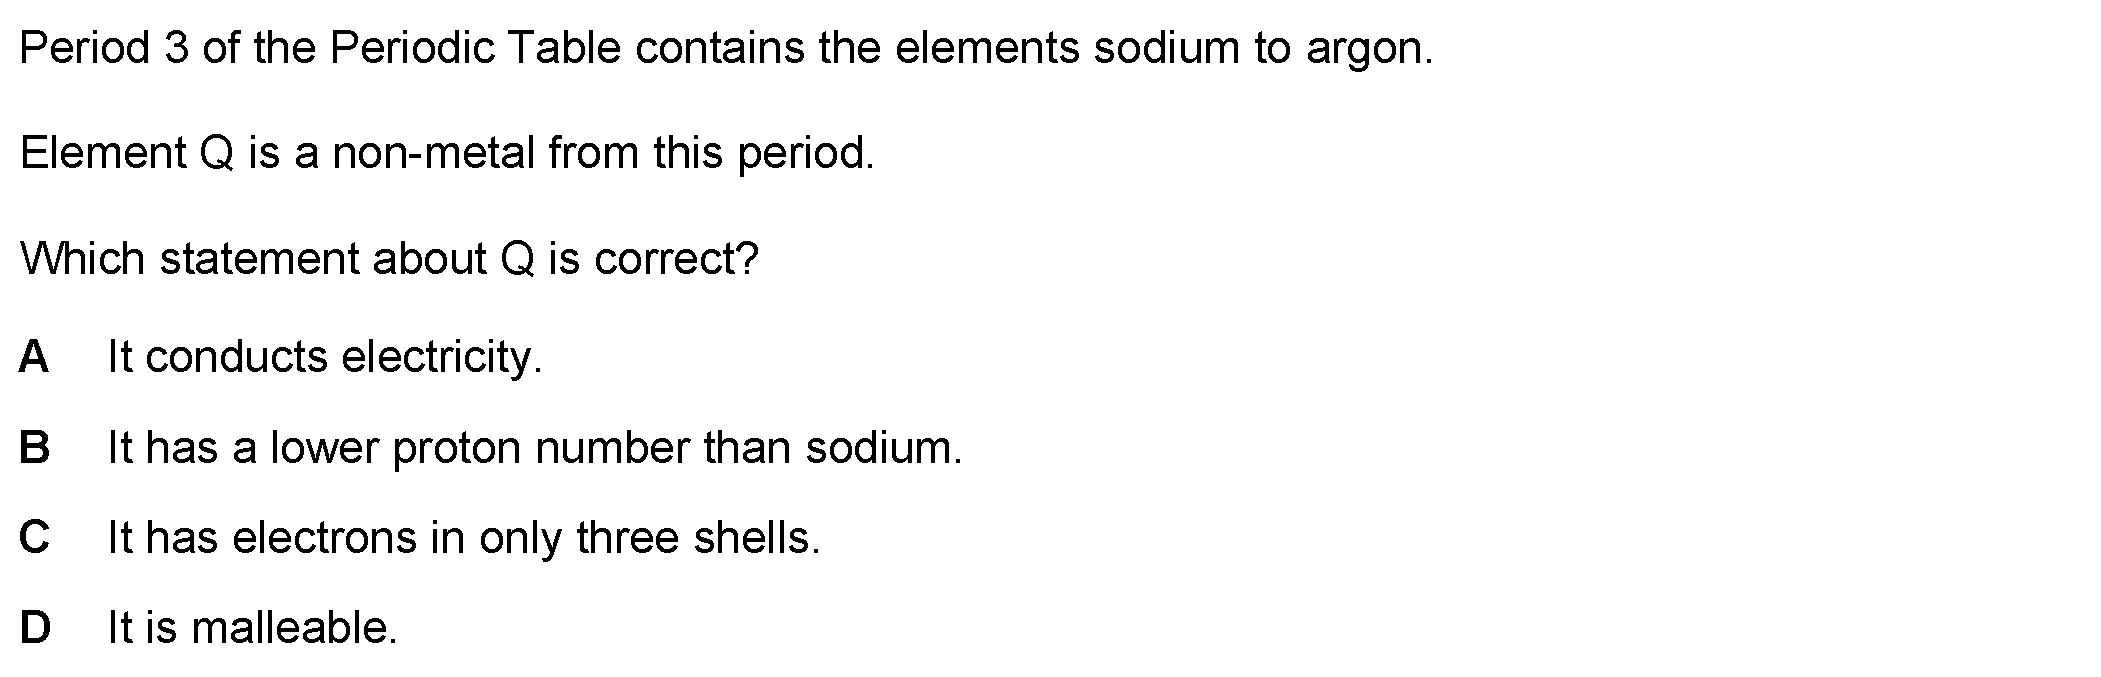 Period 3 of the Periodic Table contains the elements sodium to argon.
Element Q is a non-metal from this period.
Which statement about Q is correct?
A It conducts electricity.
B It has a lower proton number than sodium.
C It has electrons in only three shells.
D It is malleable.